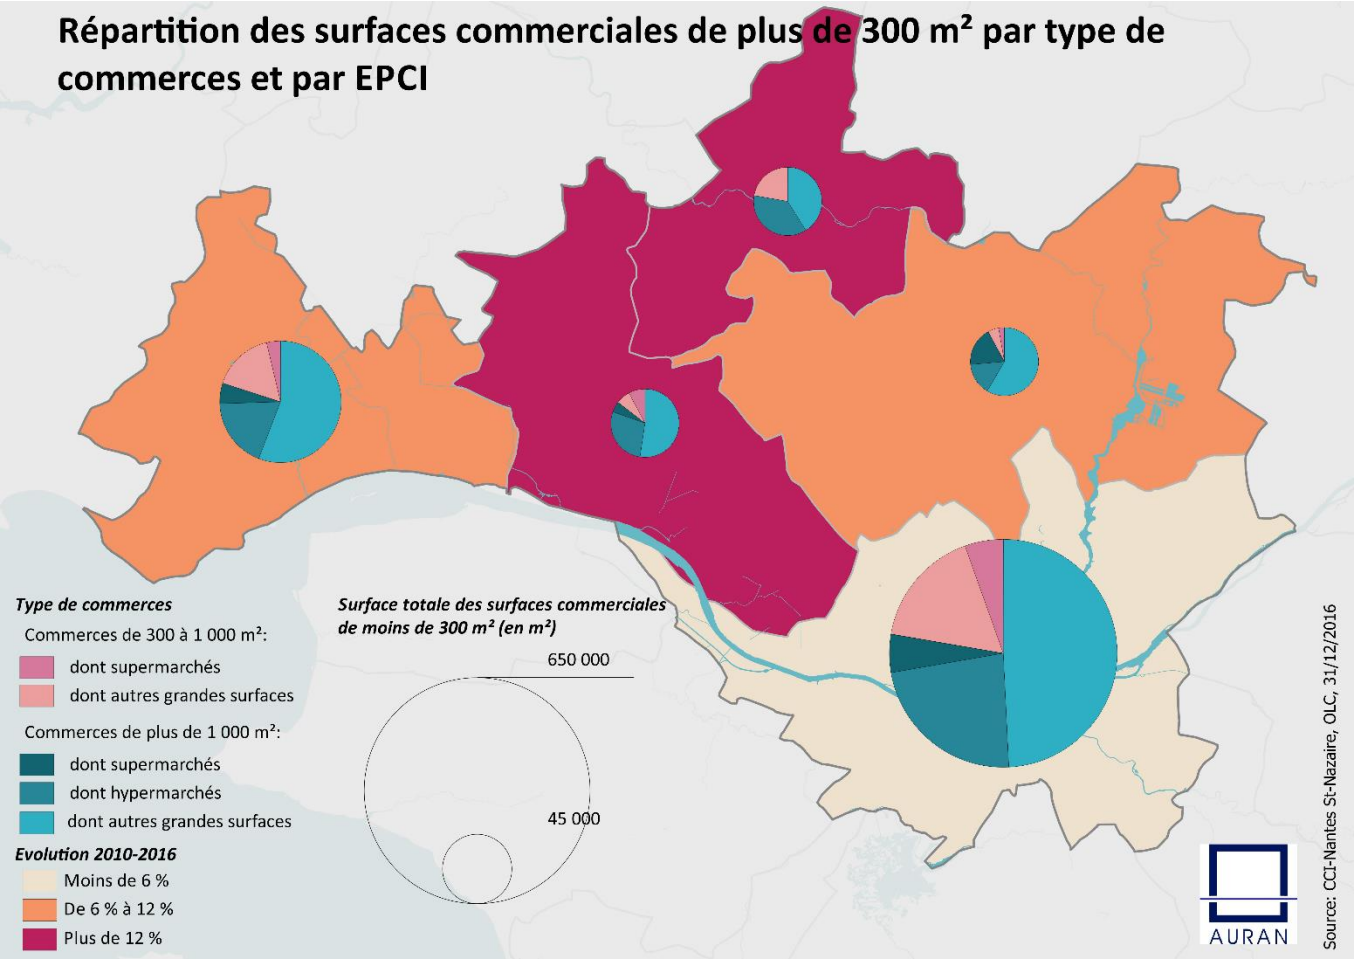 Répartition des surfaces commerciales de plus de 300 m² par type de
commerces et par EPCI
Type de commerces
Commerces de 300 à 1 000 m²:
dont supermarchés
dont autres grandes surfaces
Commerces de plus de 1 000 m²:
dont supermarchés
dont hypermarchés
dont autres grandes surfaces
Evolution 2010-2016
Moins de 6 %
De 6 % à 12 %
Plus de 12 %
Surface totale des surfaces commerciales
de moins de 300 m² (en m²)
650 000
45 000
AURAN
Source: CCI-Nantes St-Nazaire, OLC, 31/12/2016